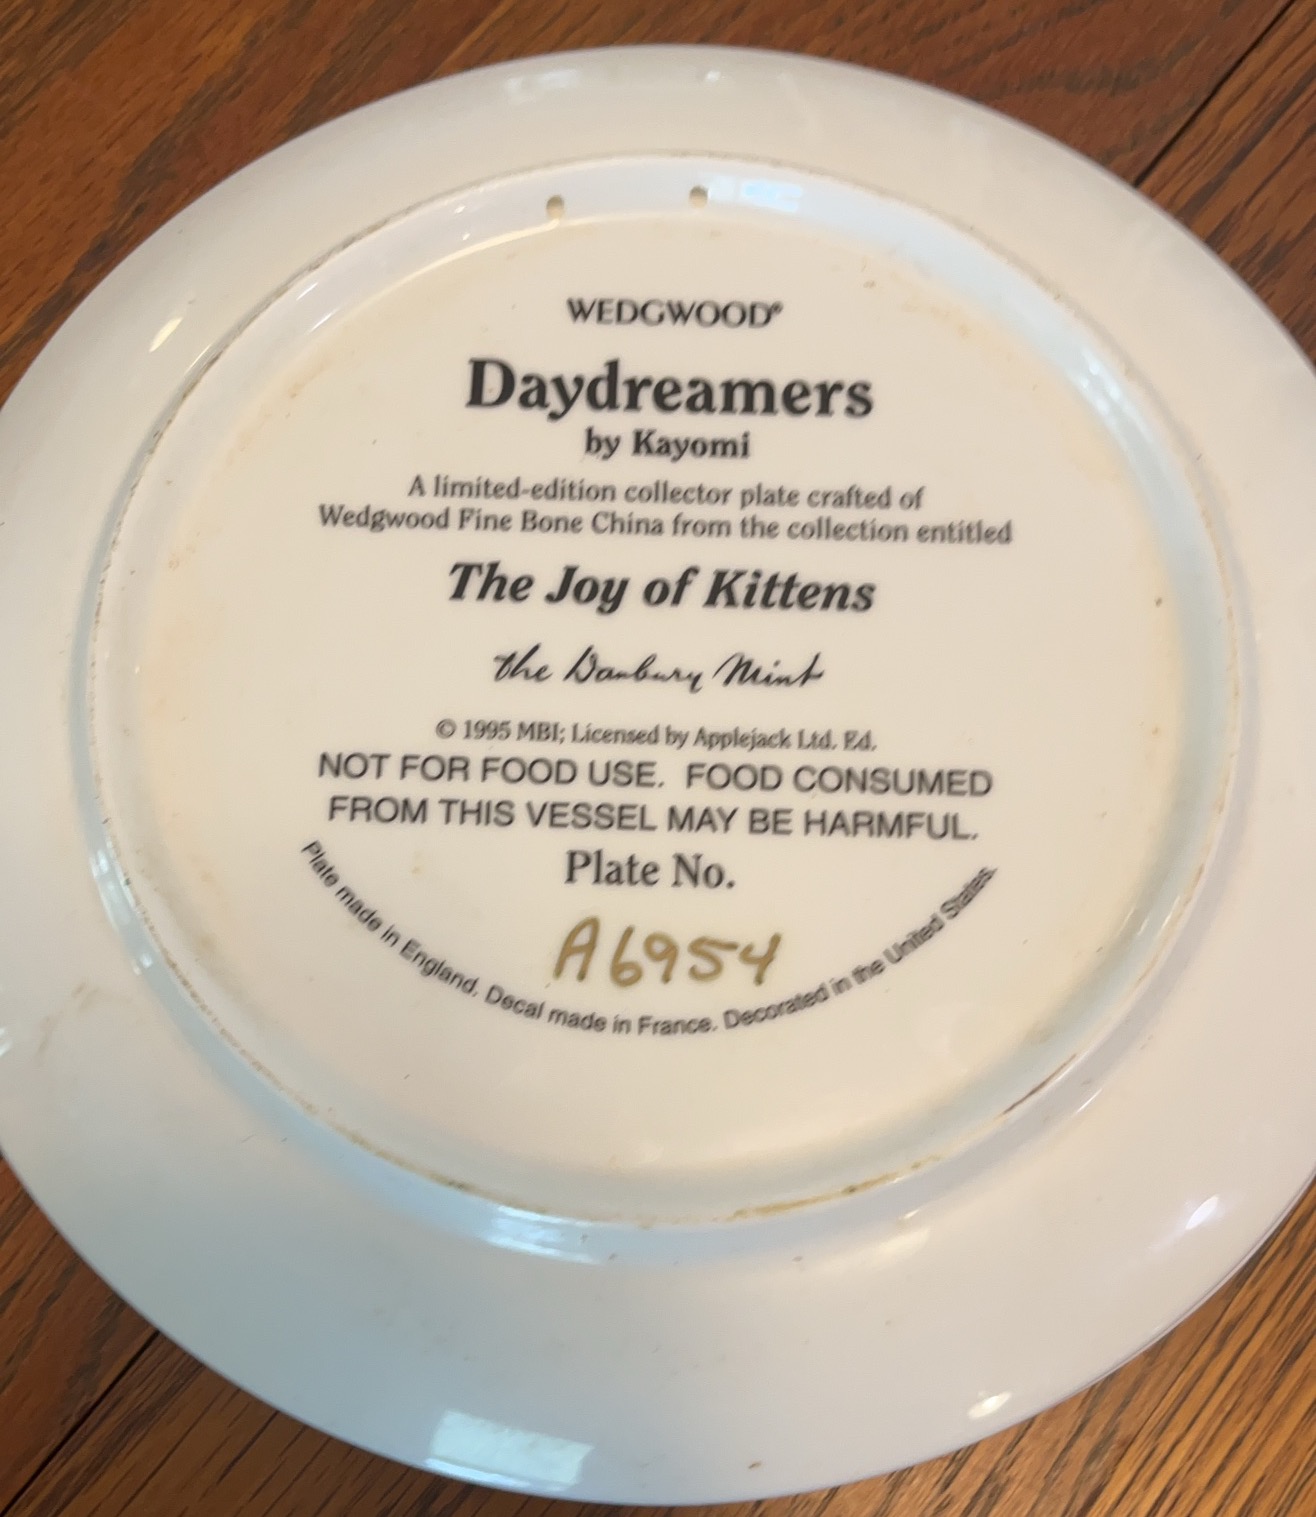 WEDGWOOD®
Daydreamers
by Kayomi
A limited-edition collector plate crafted of
Wedgwood Fine Bone China from the collection entitled
The Joy of Kittens
the Danbury Mint
© 1995 MBI; Licensed by Applejack Ltd. Ed.
NOT FOR FOOD USE. FOOD CONSUMED
FROM THIS VESSEL MAY BE HARMFUL.
Plate No.
A6954
Plate made in England. Decal made in France. Decorated in the United States.